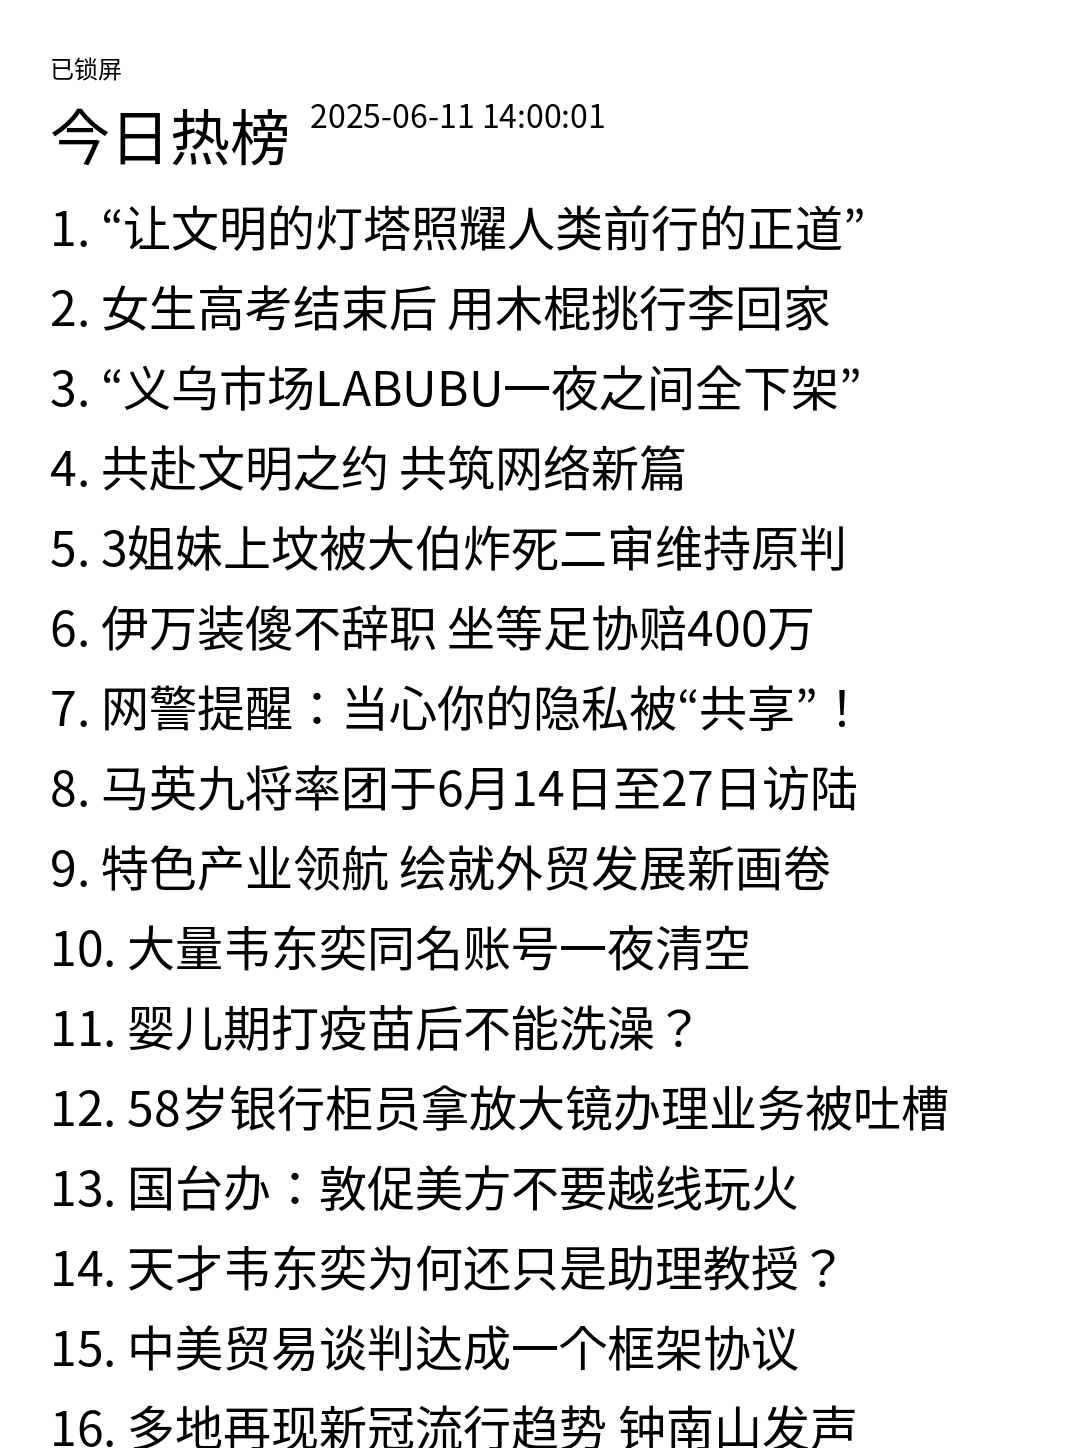 已锁屏
今日热榜 2025-06-11 14:00:01
1. “让文明的灯塔照耀人类前行的正道”
2. 女生高考结束后 用木棍挑行李回家
3. “义乌市场LABUBU一夜之间全下架”
4. 共赴文明之约 共筑网络新篇
5. 3姐妹上坟被大伯炸死二审维持原判
6. 伊万装傻不辞职 坐等足协赔400万
7. 网警提醒：当心你的隐私被“共享”！
8. 马英九将率团于6月14日至27日访陆
9. 特色产业领航 绘就外贸发展新画卷
10. 大量韦东奕同名账号一夜清空
11. 婴儿期打疫苗后不能洗澡？
12. 58岁银行柜员拿放大镜办理业务被吐槽
13. 国台办：敦促美方不要越线玩火
14. 天才韦东奕为何还只是助理教授？
15. 中美贸易谈判达成一个框架协议
16. 多地再现新冠流行趋势 钟南山发声